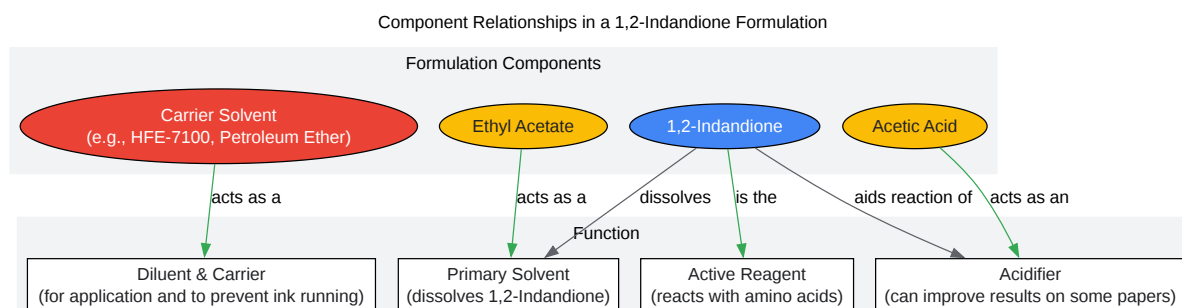 Component Relationships in a 1,2-Indandione Formulation
Formulation Components
Carrier Solvent
(e.g., HFE-7100, Petroleum Ether)
Ethyl Acetate
1,2-Indandione
Acetic Acid
acts as a
acts as a
dissolves
is the
aids reaction of
acts as an
Function
Diluent & Carrier
(for application and to prevent ink running)
Primary Solvent
(dissolves 1,2-Indandione)
Active Reagent
(reacts with amino acids)
Acidifier
(can improve results on some papers)